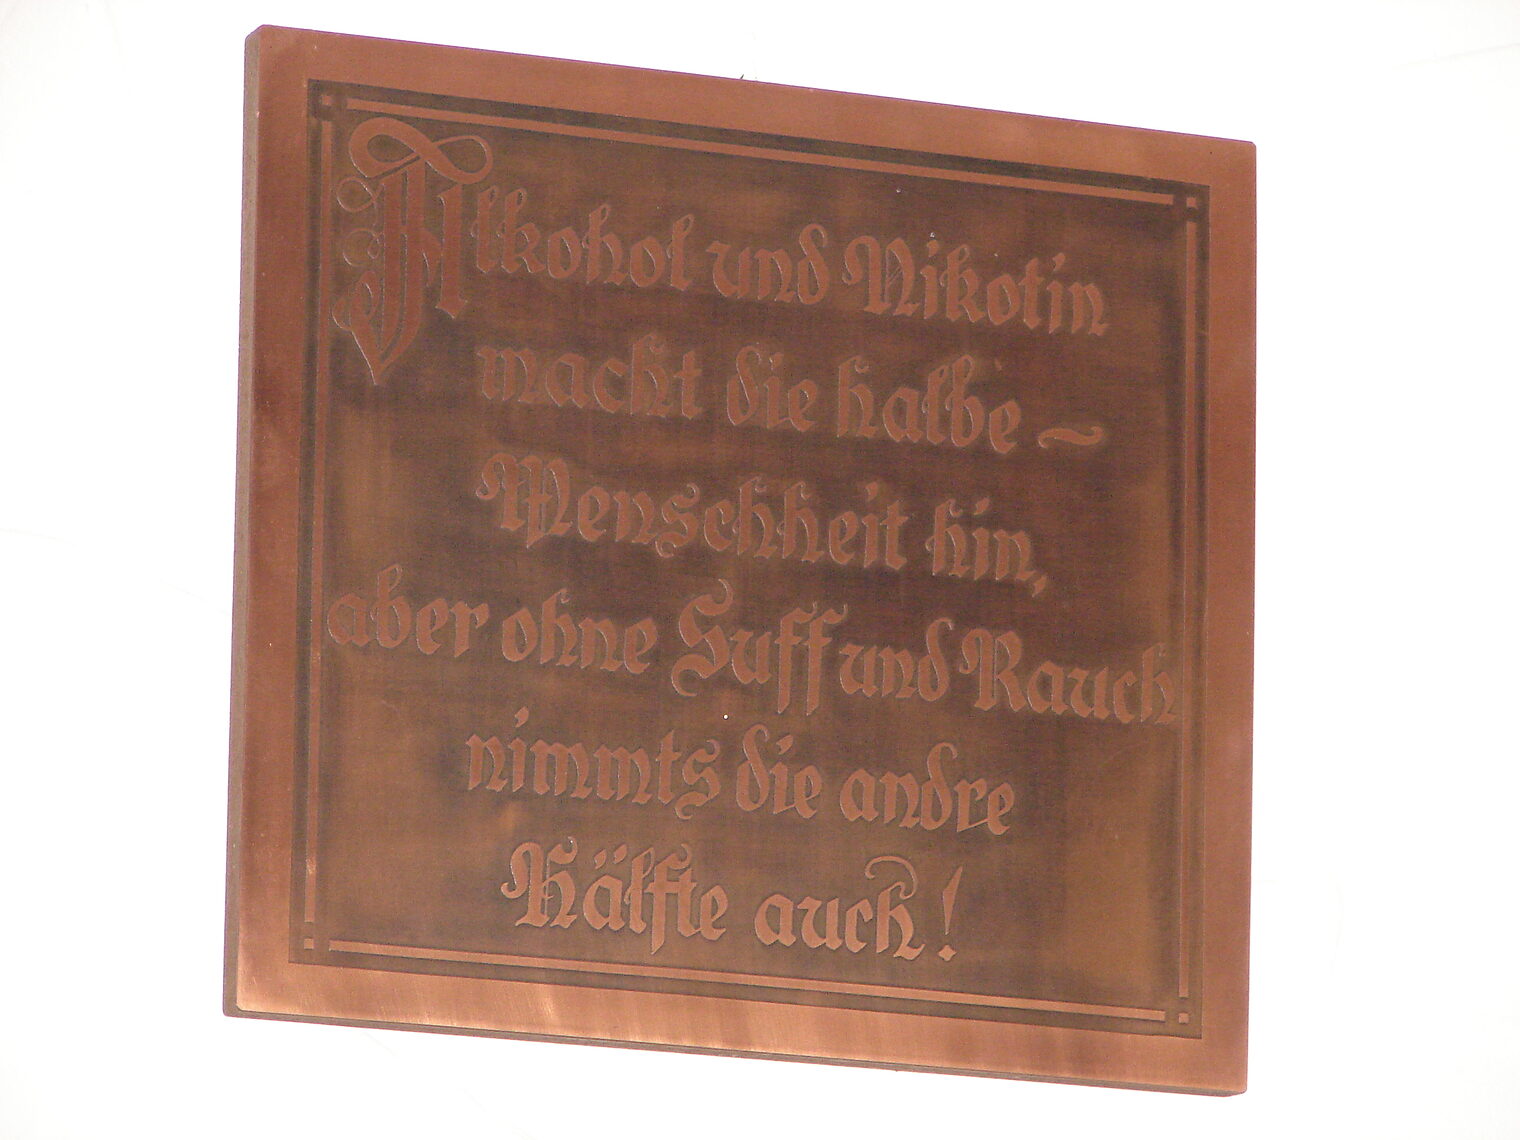 Alkohol und Nikotin
macht die halbe ~
Menschheit hin,
aber ohne Suff und Rauch
nimmts die andre
Hälfte auch!